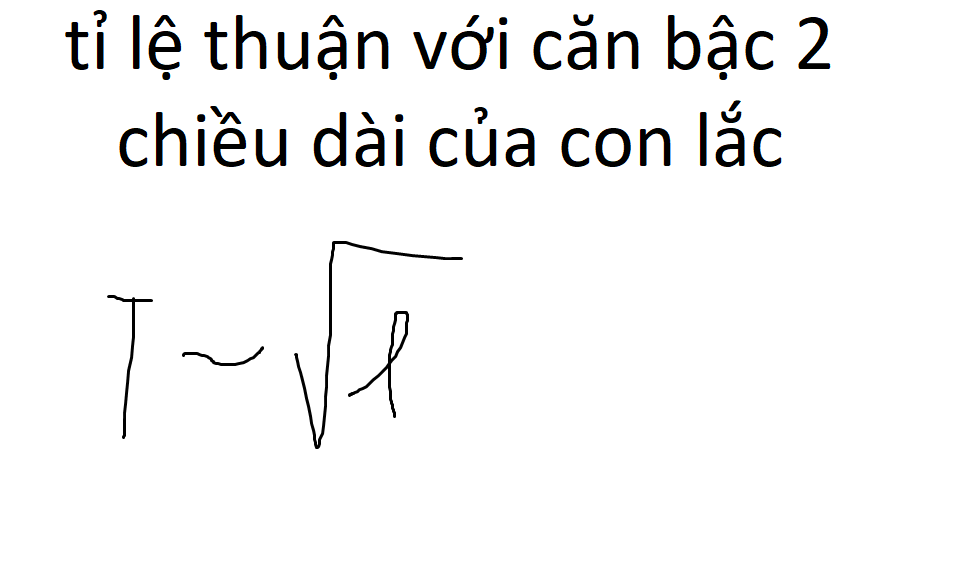 tỉ lệ thuận với căn bậc 2
chiều dài của con lắc
T ~ √l